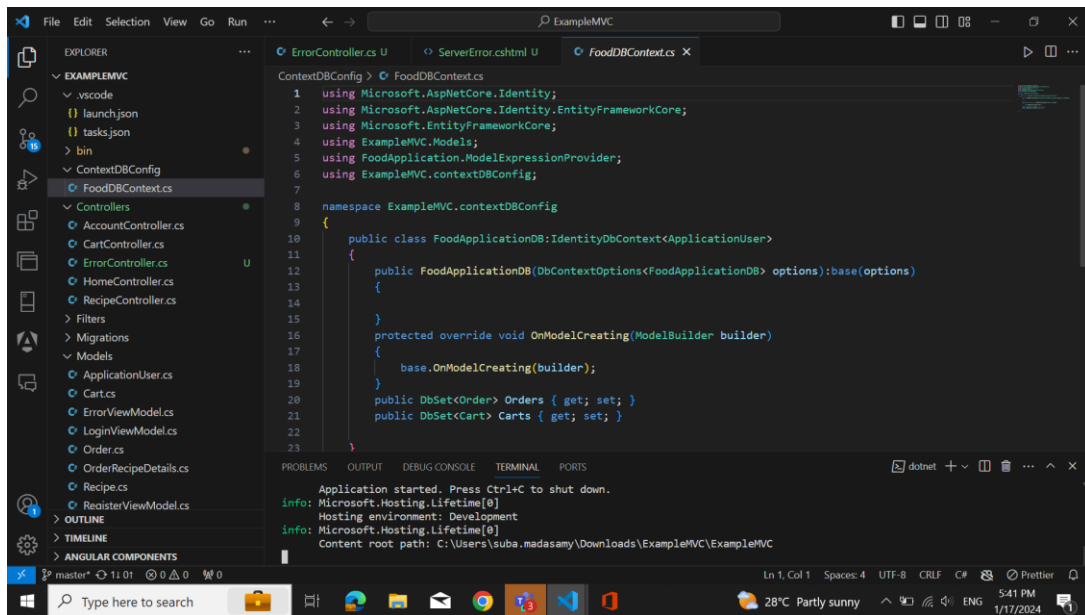 File Edit Selection View Go Run ··· ExampleMVC
EXPLORER ···
EXAMPLEMVC
.vscode
{} launch.json
{} tasks.json
bin
ContextDBConfig
FoodDBContext.cs
Controllers
AccountController.cs
CartController.cs
ErrorController.cs U
HomeController.cs
RecipeController.cs
Filters
Migrations
Models
ApplicationUser.cs
Cart.cs
ErrorViewModel.cs
LoginViewModel.cs
Order.cs
OrderRecipeDetails.cs
Recipe.cs
RegisterViewModel.cs
OUTLINE
TIMELINE
ANGULAR COMPONENTS
15
1
ErrorController.cs U ServerError.cshtml U FoodDBContext.cs
ContextDBConfig > FoodDBContext.cs
1 using Microsoft.AspNetCore.Identity;
2 using Microsoft.AspNetCore.Identity.EntityFrameworkCore;
3 using Microsoft.EntityFrameworkCore;
4 using ExampleMVC.Models;
5 using FoodApplication.ModelExpressionProvider;
6 using ExampleMVC.contextDBConfig;
7
8 namespace ExampleMVC.contextDBConfig
9 {
10 public class FoodApplicationDB:IdentityDbContext<ApplicationUser>
11 {
12 public FoodApplicationDB(DbContextOptions<FoodApplicationDB> options):base(options)
13 {
14
15 }
16 protected override void OnModelCreating(ModelBuilder builder)
17 {
18 base.OnModelCreating(builder);
19 }
20 public DbSet<Order> Orders { get; set; }
21 public DbSet<Cart> Carts { get; set; }
22
23 }
PROBLEMS OUTPUT DEBUG CONSOLE TERMINAL PORTS dotnet
Application started. Press Ctrl+C to shut down.
info: Microsoft.Hosting.Lifetime[0]
Hosting environment: Development
info: Microsoft.Hosting.Lifetime[0]
Content root path: C:\Users\suba.madasamy\Downloads\ExampleMVC\ExampleMVC
master* 1↓ 0↑ 0 0 0 Ln 1, Col 1 Spaces: 4 UTF-8 CRLF C# Prettier
Type here to search 3 28°C Partly sunny ENG 5:41 PM
1/17/2024